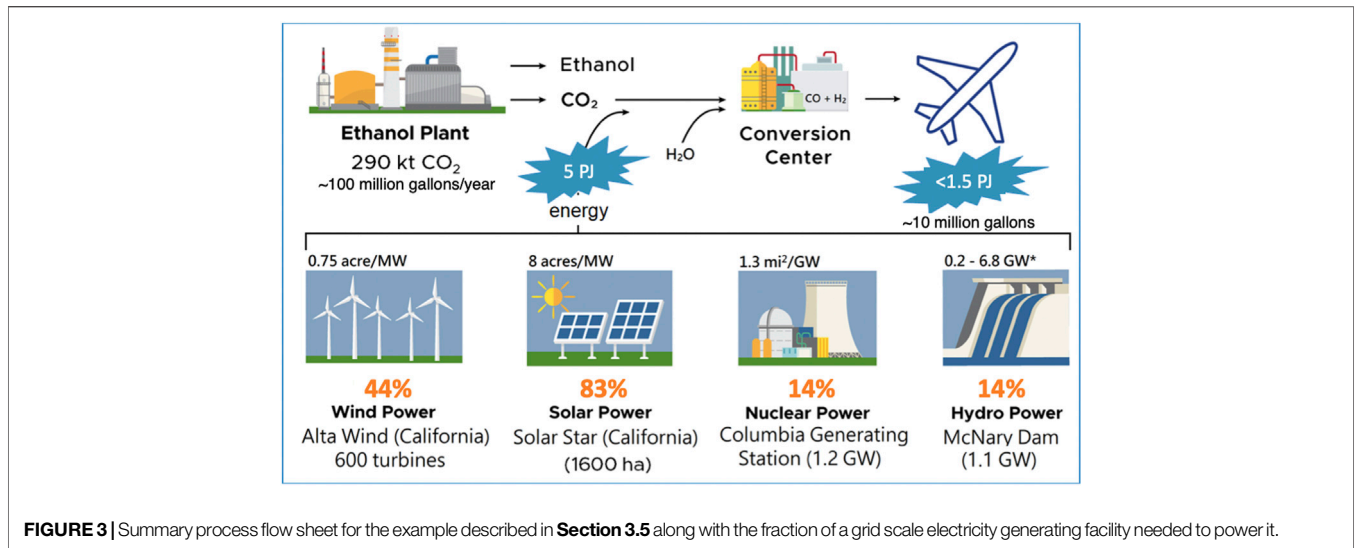 Ethanol
CO₂
CO + H₂
Ethanol Plant
290 kt CO₂
~100 million gallons/year
5 PJ
energy
H₂O
Conversion
Center
<1.5 PJ
~10 million gallons
0.75 acre/MW
8 acres/MW
1.3 mi²/GW
0.2 - 6.8 GW*
44%
Wind Power
Alta Wind (California)
600 turbines
83%
Solar Power
Solar Star (California)
(1600 ha)
14%
Nuclear Power
Columbia Generating
Station (1.2 GW)
14%
Hydro Power
McNary Dam
(1.1 GW)
FIGURE 3 | Summary process flow sheet for the example described in Section 3.5 along with the fraction of a grid scale electricity generating facility needed to power it.